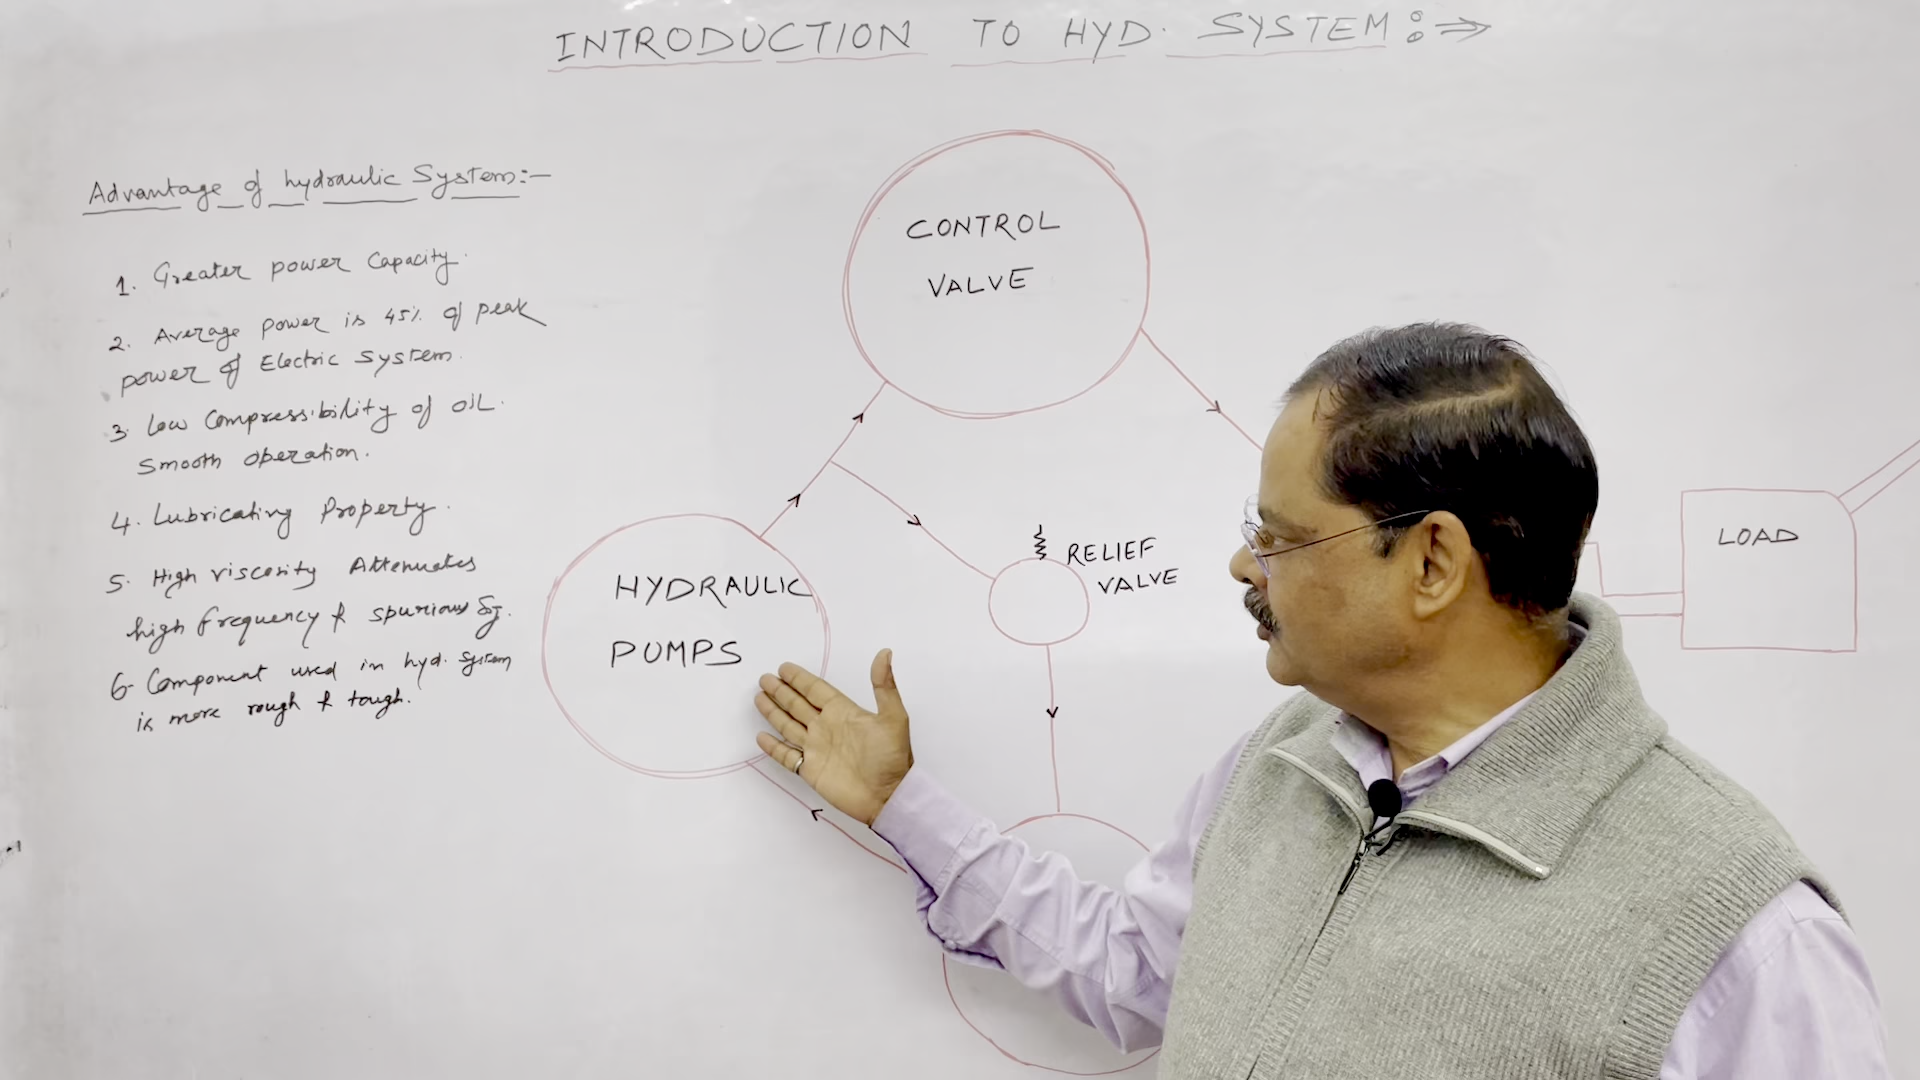 INTRODUCTION TO HYD. SYSTEM :⇒
Advantage of hydraulic System:-
1. Greater power Capacity.
2. Average power is 45% of peak
power of Electric System.
3. Low Compressibility of oil.
Smooth operation.
4. Lubricating Property.
5. High viscosity Attenuates
high frequency & spurious
6- Component used in hyd. System
is more rough & tough.
CONTROL
VALVE
HYDRAULIC
PUMPS
RELIEF
VALVE
LOAD